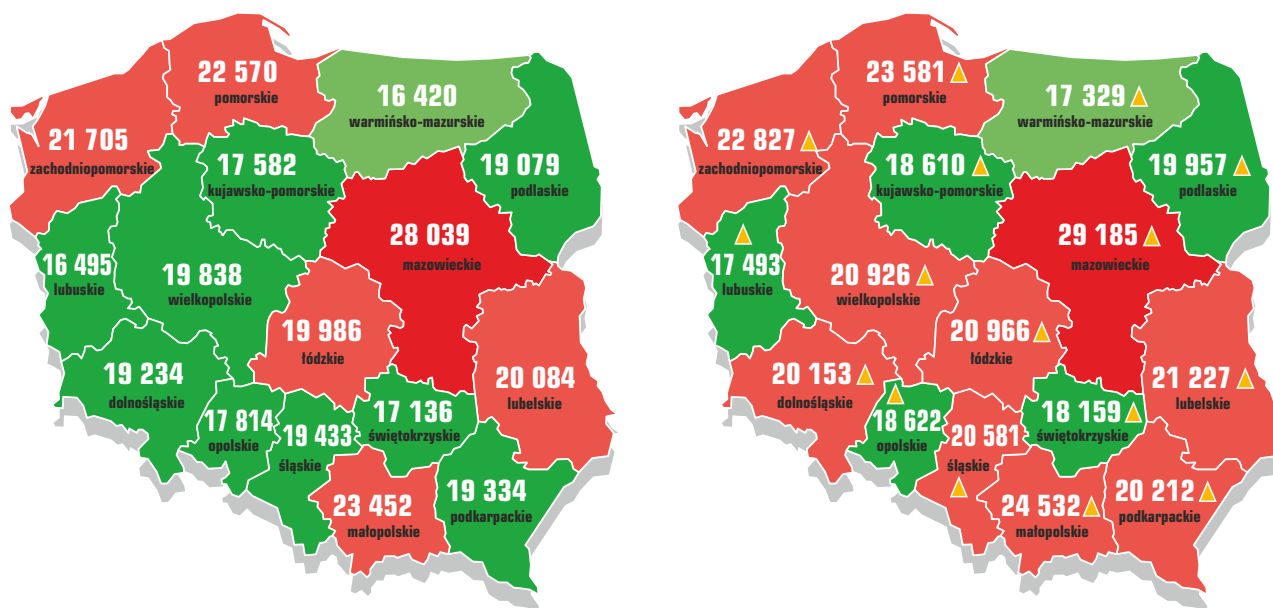 22 570
pomorskie
16 420
warmińsko-mazurskie
21 705
zachodniopomorskie
17 582
kujawsko-pomorskie
19 079
podlaskie
28 039
mazowieckie
16 495
lubuskie
19 838
wielkopolskie
19 986
łódzkie
19 234
dolnośląskie
20 084
lubelskie
17 814
opolskie
19 433
śląskie
17 136
świętokrzyskie
23 452
małopolskie
19 334
podkarpackie
23 581
pomorskie
17 329
warmińsko-mazurskie
22 827
zachodniopomorskie
18 610
kujawsko-pomorskie
19 957
podlaskie
29 185
mazowieckie
17 493
lubuskie
20 926
wielkopolskie
20 966
łódzkie
20 153
dolnośląskie
21 227
lubelskie
18 622
opolskie
20 581
śląskie
18 159
świętokrzyskie
24 532
małopolskie
20 212
podkarpackie